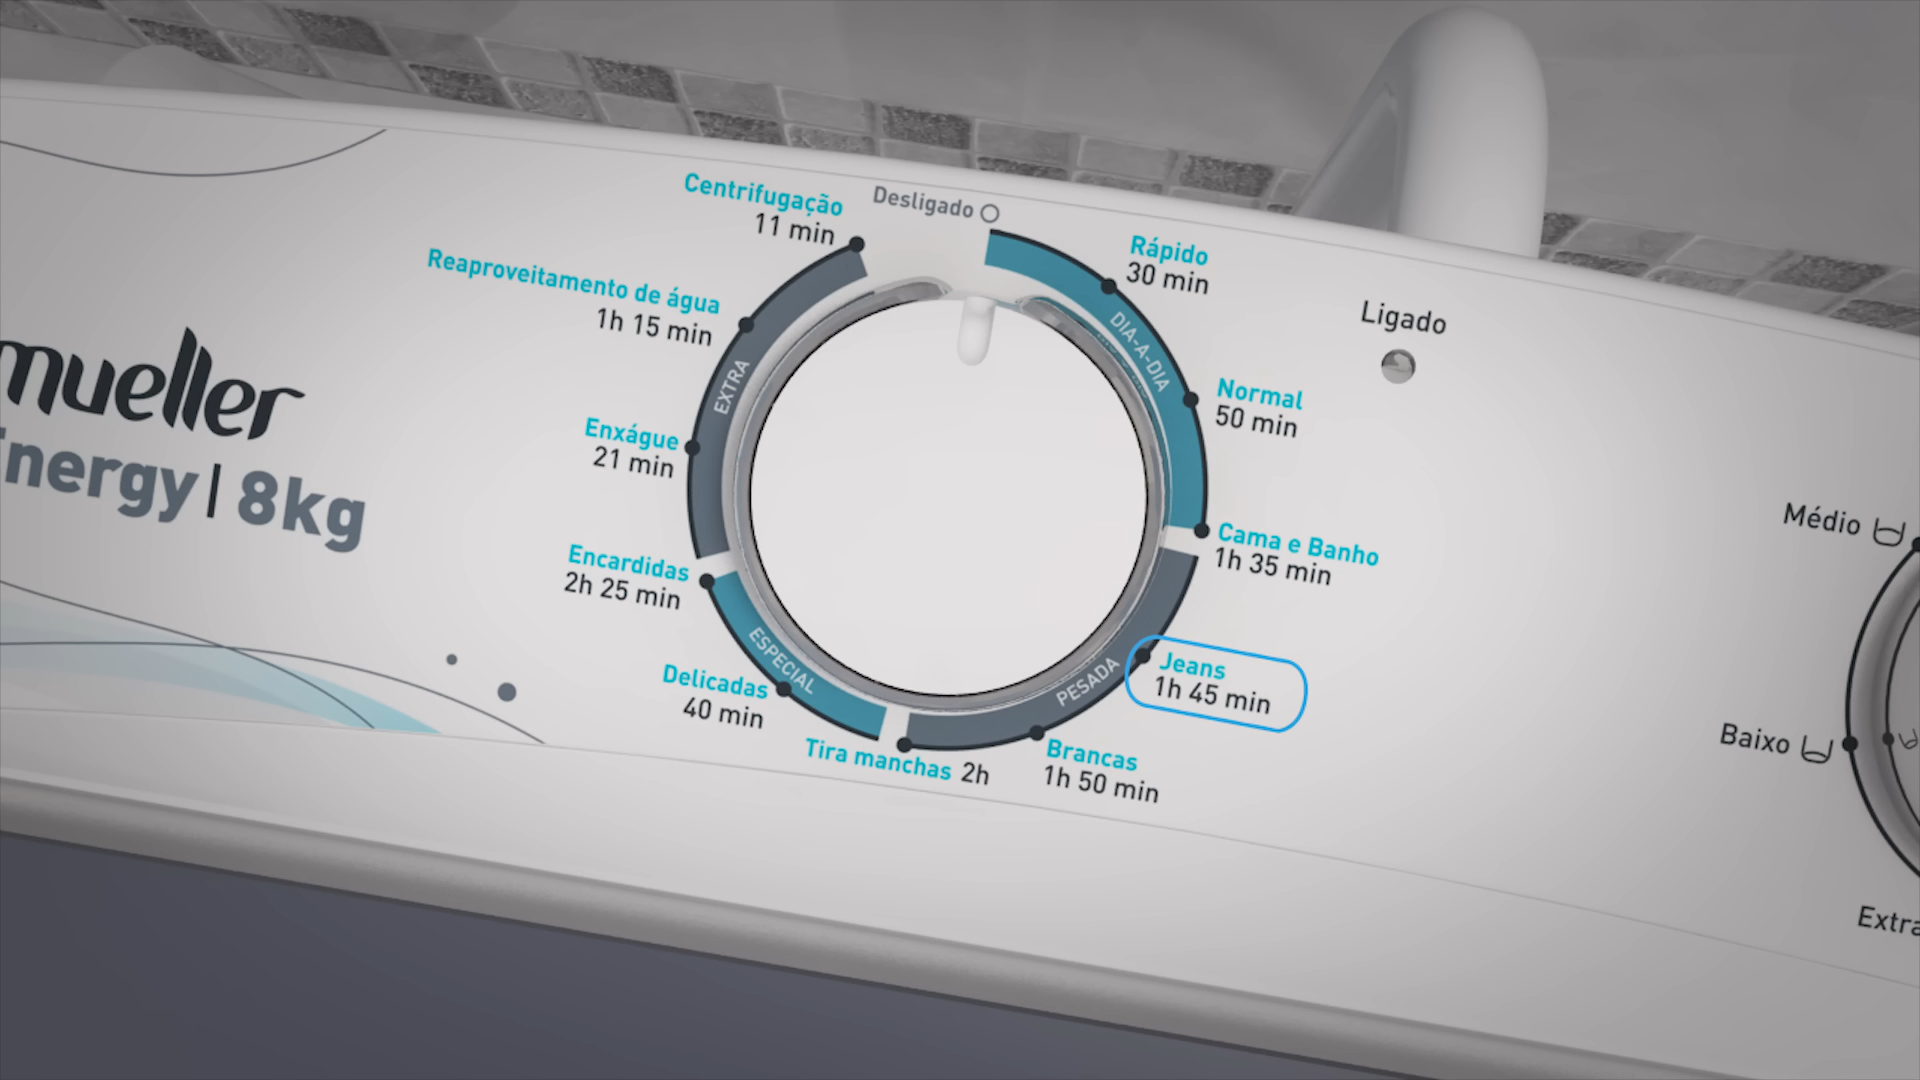 Centrifugação
11 min
Desligado
Rápido
30 min
Reaproveitamento de água
1h 15 min
Ligado
DIA-A-DIA
EXTRA
mueller
Energy | 8kg
Normal
50 min
Enxágue
21 min
Cama e Banho
1h 35 min
Médio
Encardidas
2h 25 min
ESPECIAL
PESADA
Jeans
1h 45 min
Delicadas
40 min
Tira manchas 2h
Brancas
1h 50 min
Baixo
Extra